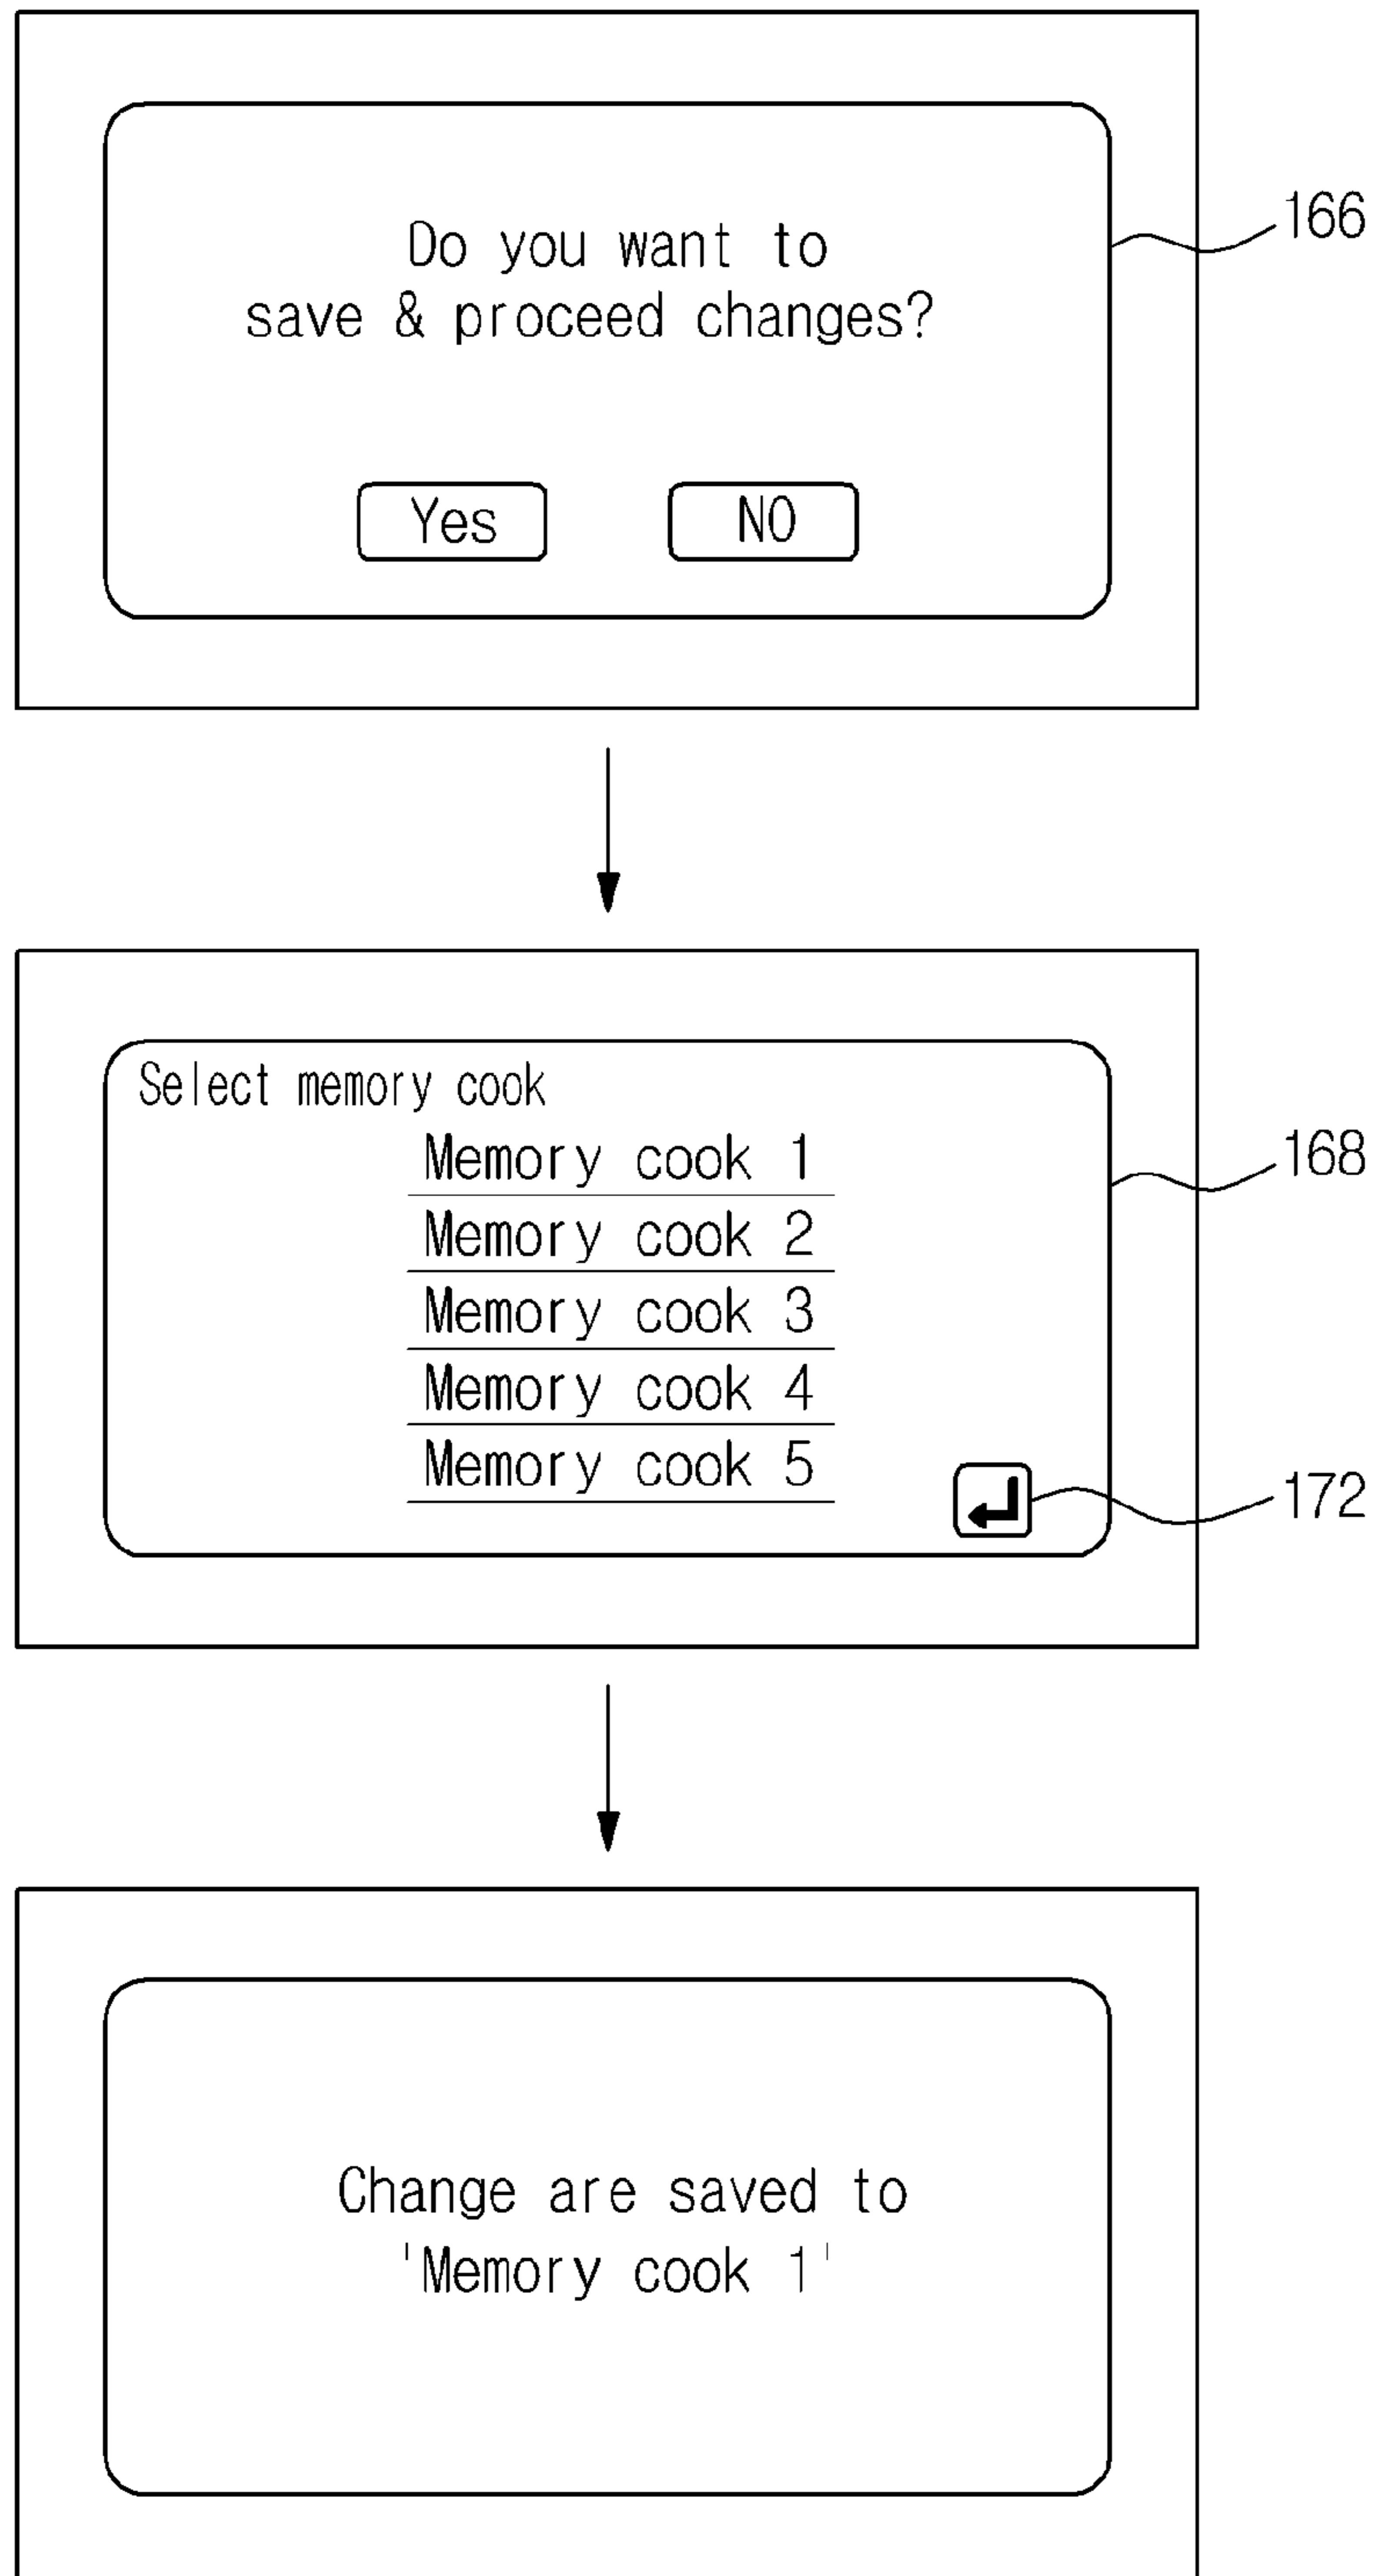 Do you want to
save & proceed changes?
Yes NO
166
Select memory cook
Memory cook 1
Memory cook 2
Memory cook 3
Memory cook 4
Memory cook 5
168
172
Change are saved to
'Memory cook 1'